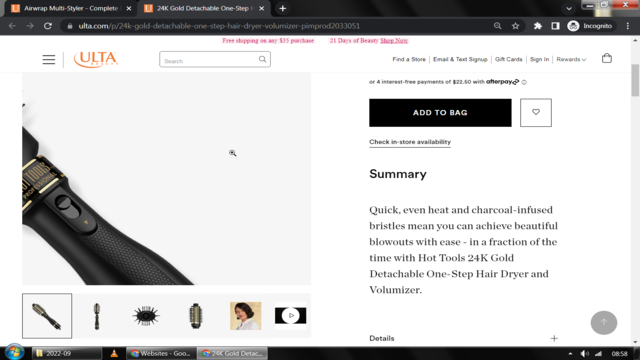 Airwrap Multi-Styler - Complete
24K Gold Detachable One-Step H
Incognito
ulta.com/p/24k-gold-detachable-one-step-hair-dryer-volumizer-pimprod2033051
Free shipping on any $35 purchase
21 Days of Beauty Shop Now
ULTA
BEAUTY
Search
Find a Store
Email & Text Signup
Gift Cards
Sign In
Rewards
or 4 interest-free payments of $22.50 with afterpay
ADD TO BAG
Check in-store availability
HOT TOOLS
PROFESSIONAL
Summary
Quick, even heat and charcoal-infused
bristles mean you can achieve beautiful
blowouts with ease - in a fraction of the
time with Hot Tools 24K Gold
Detachable One-Step Hair Dryer and
Volumizer.
Details
2022-09
Websites - Goo...
24K Gold Detac...
08:58